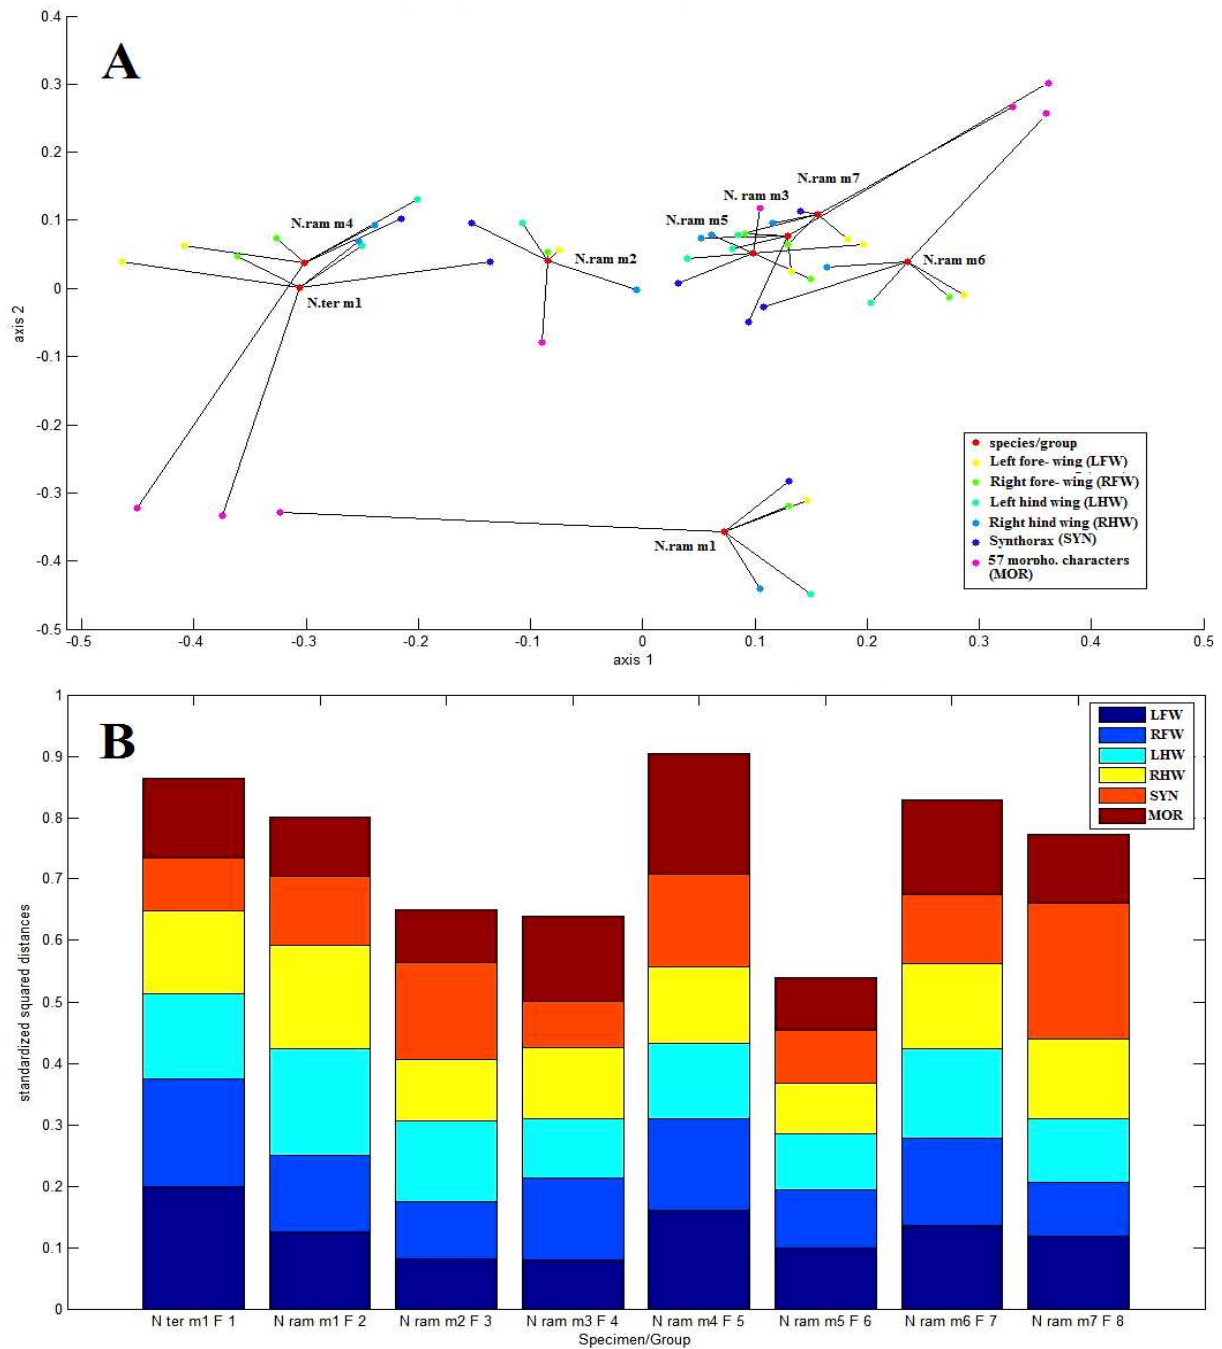 0.4
A
0.3
0.2
N.ram m7
N. ram m3
0.1
N.ram m4
N.ram m5
N.ram m2
N.ram m6
0
N.ter m1
axis 2
-0.1
-0.2
species/group
Left fore- wing (LFW)
Right fore- wing (RFW)
Left hind wing (LHW)
Right hind wing (RHW)
Synthorax (SYN)
57 morpho. characters
(MOR)
-0.3
N.ram m1
-0.4
-0.5
-0.5 -0.4 -0.3 -0.2 -0.1 0 0.1 0.2 0.3 0.4 0.5
axis 1
1
B
LFW
RFW
LHW
RHW
SYN
MOR
0.9
0.8
0.7
0.6
0.5
0.4
0.3
0.2
0.1
0
standardized squared distances
N ter m1 F 1 N ram m1 F 2 N ram m2 F 3 N ram m3 F 4 N ram m4 F 5 N ram m5 F 6 N ram m6 F 7 N ram m7 F 8
Specimen/Group